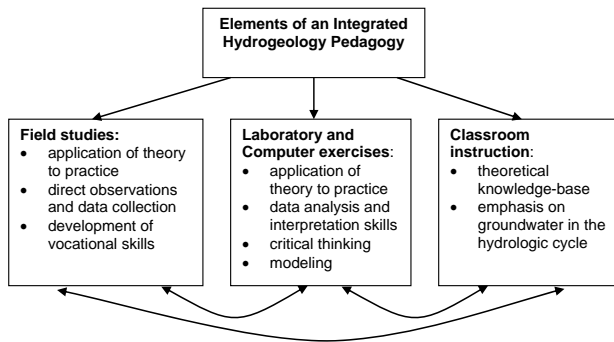 Elements of an Integrated
Hydrogeology Pedagogy
Field studies:
• application of theory
to practice
• direct observations
and data collection
• development of
vocational skills
Laboratory and
Computer exercises:
• application of
theory to practice
• data analysis and
interpretation skills
• critical thinking
• modeling
Classroom
instruction:
• theoretical
knowledge-base
• emphasis on
groundwater in the
hydrologic cycle